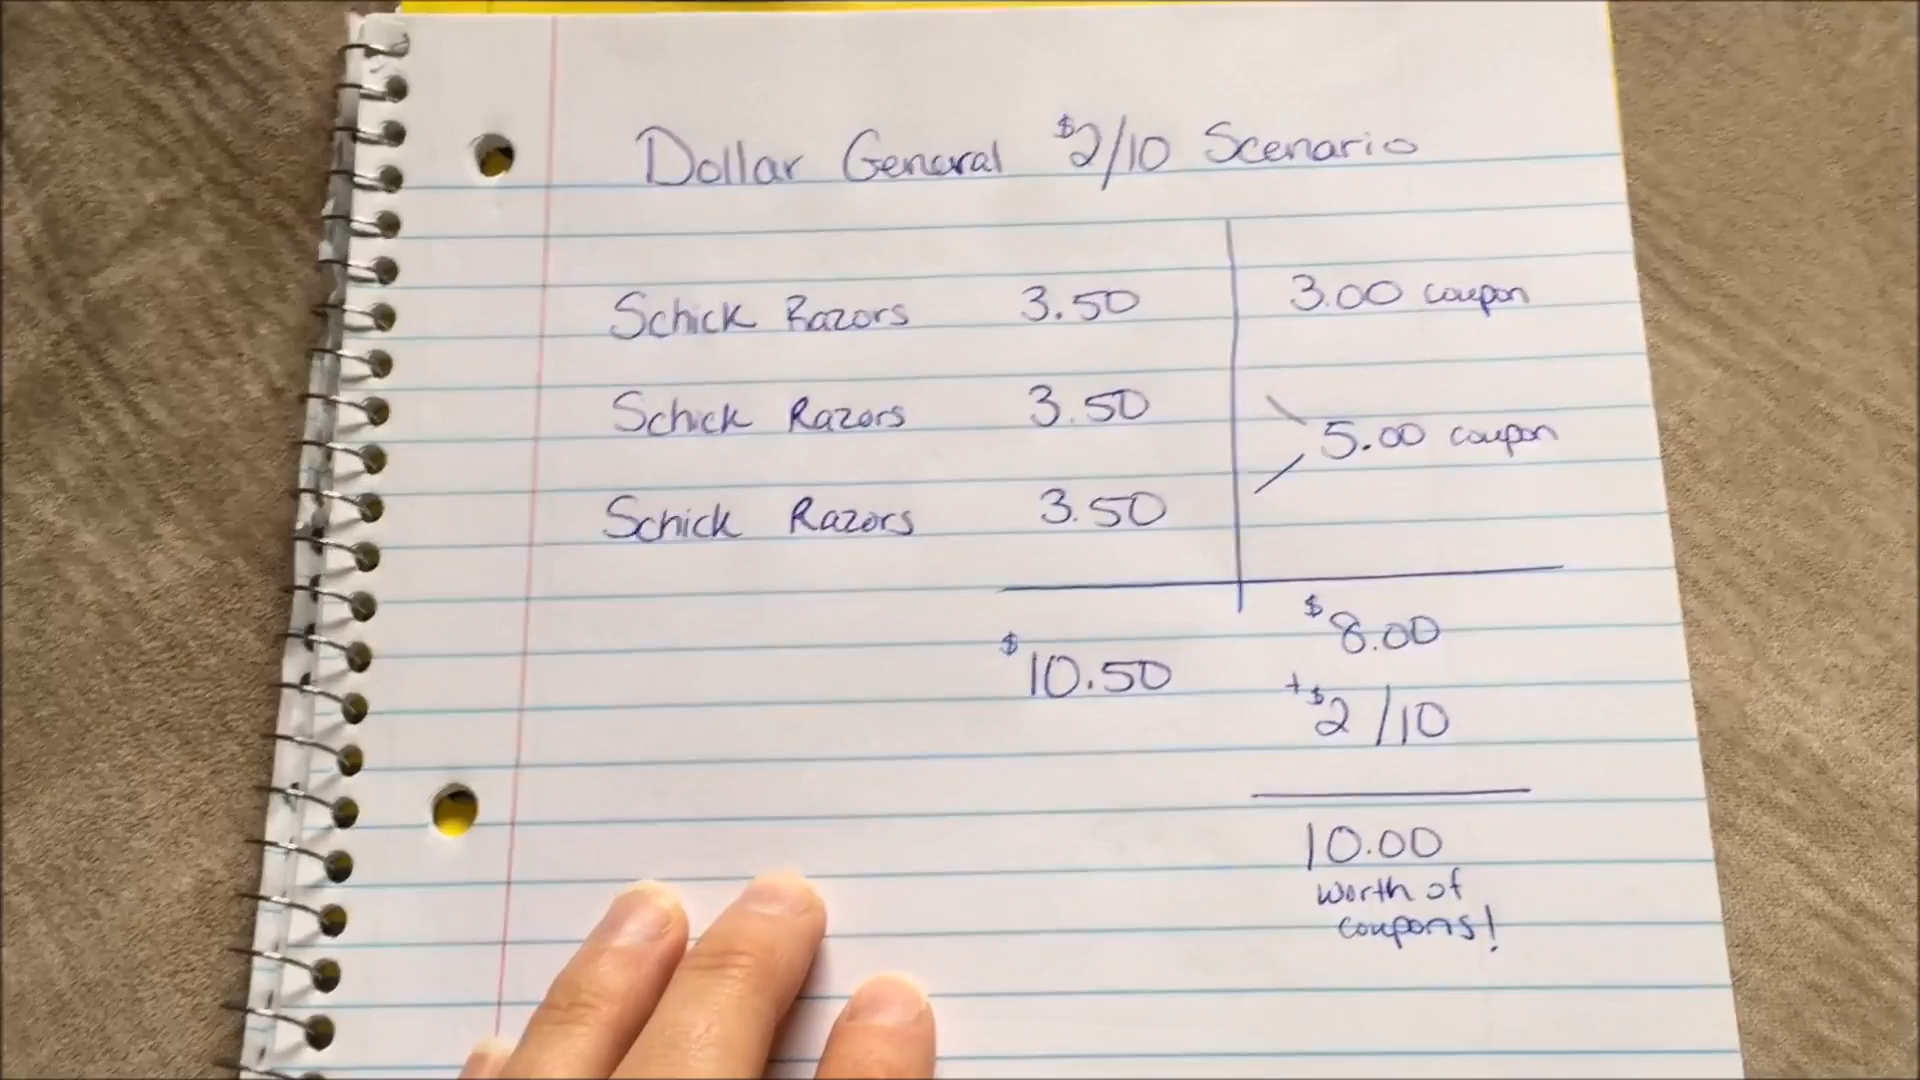 Dollar General $2/10 Scenario
Schick Razors 3.50 3.00 coupon
Schick Razors 3.50
5.00 coupon
Schick Razors 3.50
$8.00
$10.50
+$2/10
10.00
worth of
coupons!